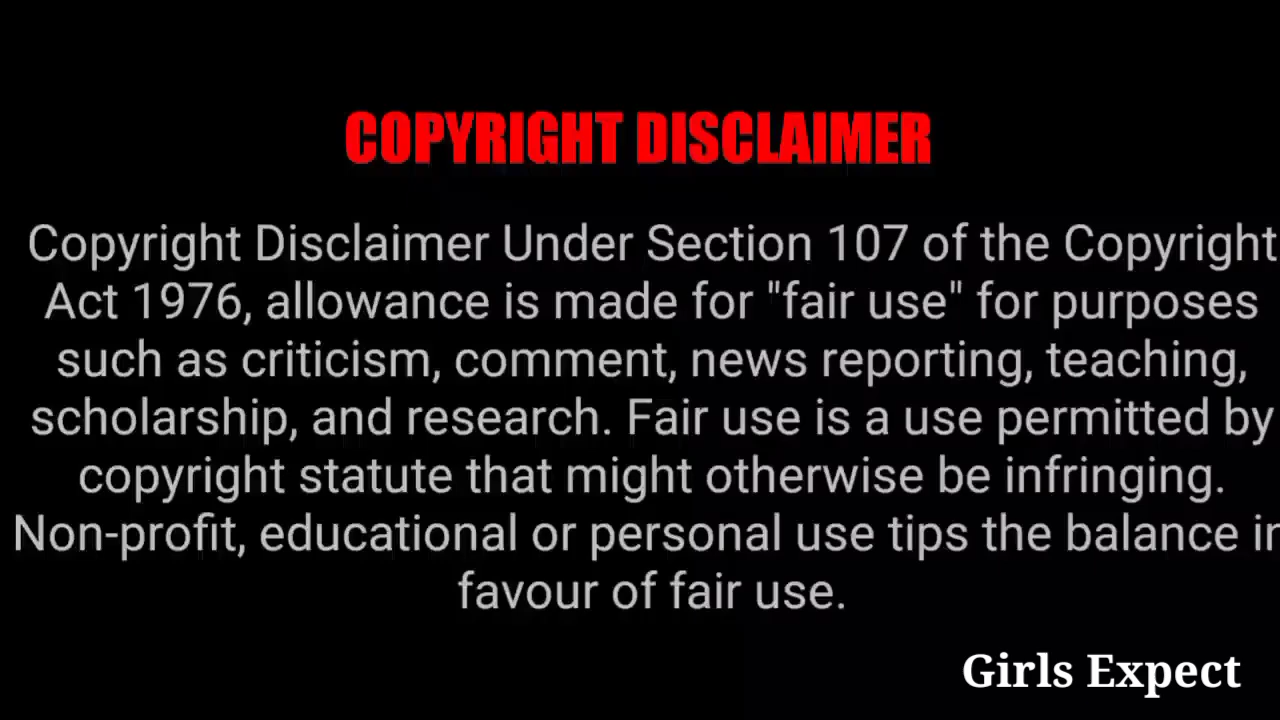 COPYRIGHT DISCLAIMER
Copyright Disclaimer Under Section 107 of the Copyright
Act 1976, allowance is made for "fair use" for purposes
such as criticism, comment, news reporting, teaching,
scholarship, and research. Fair use is a use permitted by
copyright statute that might otherwise be infringing.
Non-profit, educational or personal use tips the balance in
favour of fair use.
Girls Expect